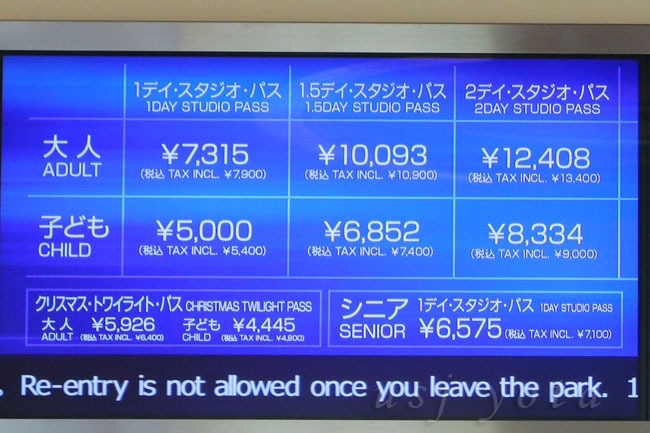 1デイ・スタジオ・パス 1.5デイ・スタジオ・パス 2デイ・スタジオ・パス
1DAY STUDIO PASS 1.5DAY STUDIO PASS 2DAY STUDIO PASS
大人 ¥7,315 ¥10,093 ¥12,408
ADULT (税込 TAX INCL. ¥7,900) (税込 TAX INCL. ¥10,900) (税込 TAX INCL. ¥13,400)
子ども ¥5,000 ¥6,852 ¥8,334
CHILD (税込 TAX INCL. ¥5,400) (税込 TAX INCL. ¥7,400) (税込 TAX INCL. ¥9,000)
クリスマス・トワイライト・パス CHRISTMAS TWILIGHT PASS
大人 ¥5,926 子ども ¥4,445
ADULT (税込 TAX INCL. ¥6,400) CHILD (税込 TAX INCL. ¥4,800)
シニア 1デイ・スタジオ・パス 1DAY STUDIO PASS
SENIOR ¥6,575 (税込 TAX INCL. ¥7,100)
. Re-entry is not allowed once you leave the park. 1
usj yota